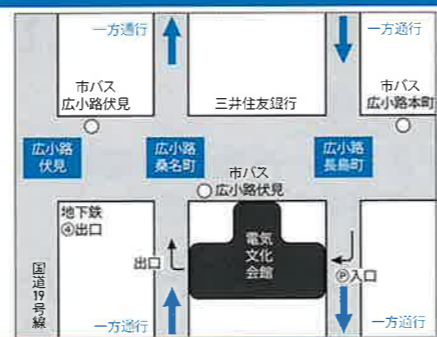 一方通行
一方通行
市バス
広小路伏見
三井住友銀行
市バス
広小路本町
広小路
伏見
広小路
桑名町
広小路
長島町
市バス
広小路伏見
地下鉄
④出口
電気
文化
会館
出口
Ⓟ入口
国道19号線
一方通行
一方通行